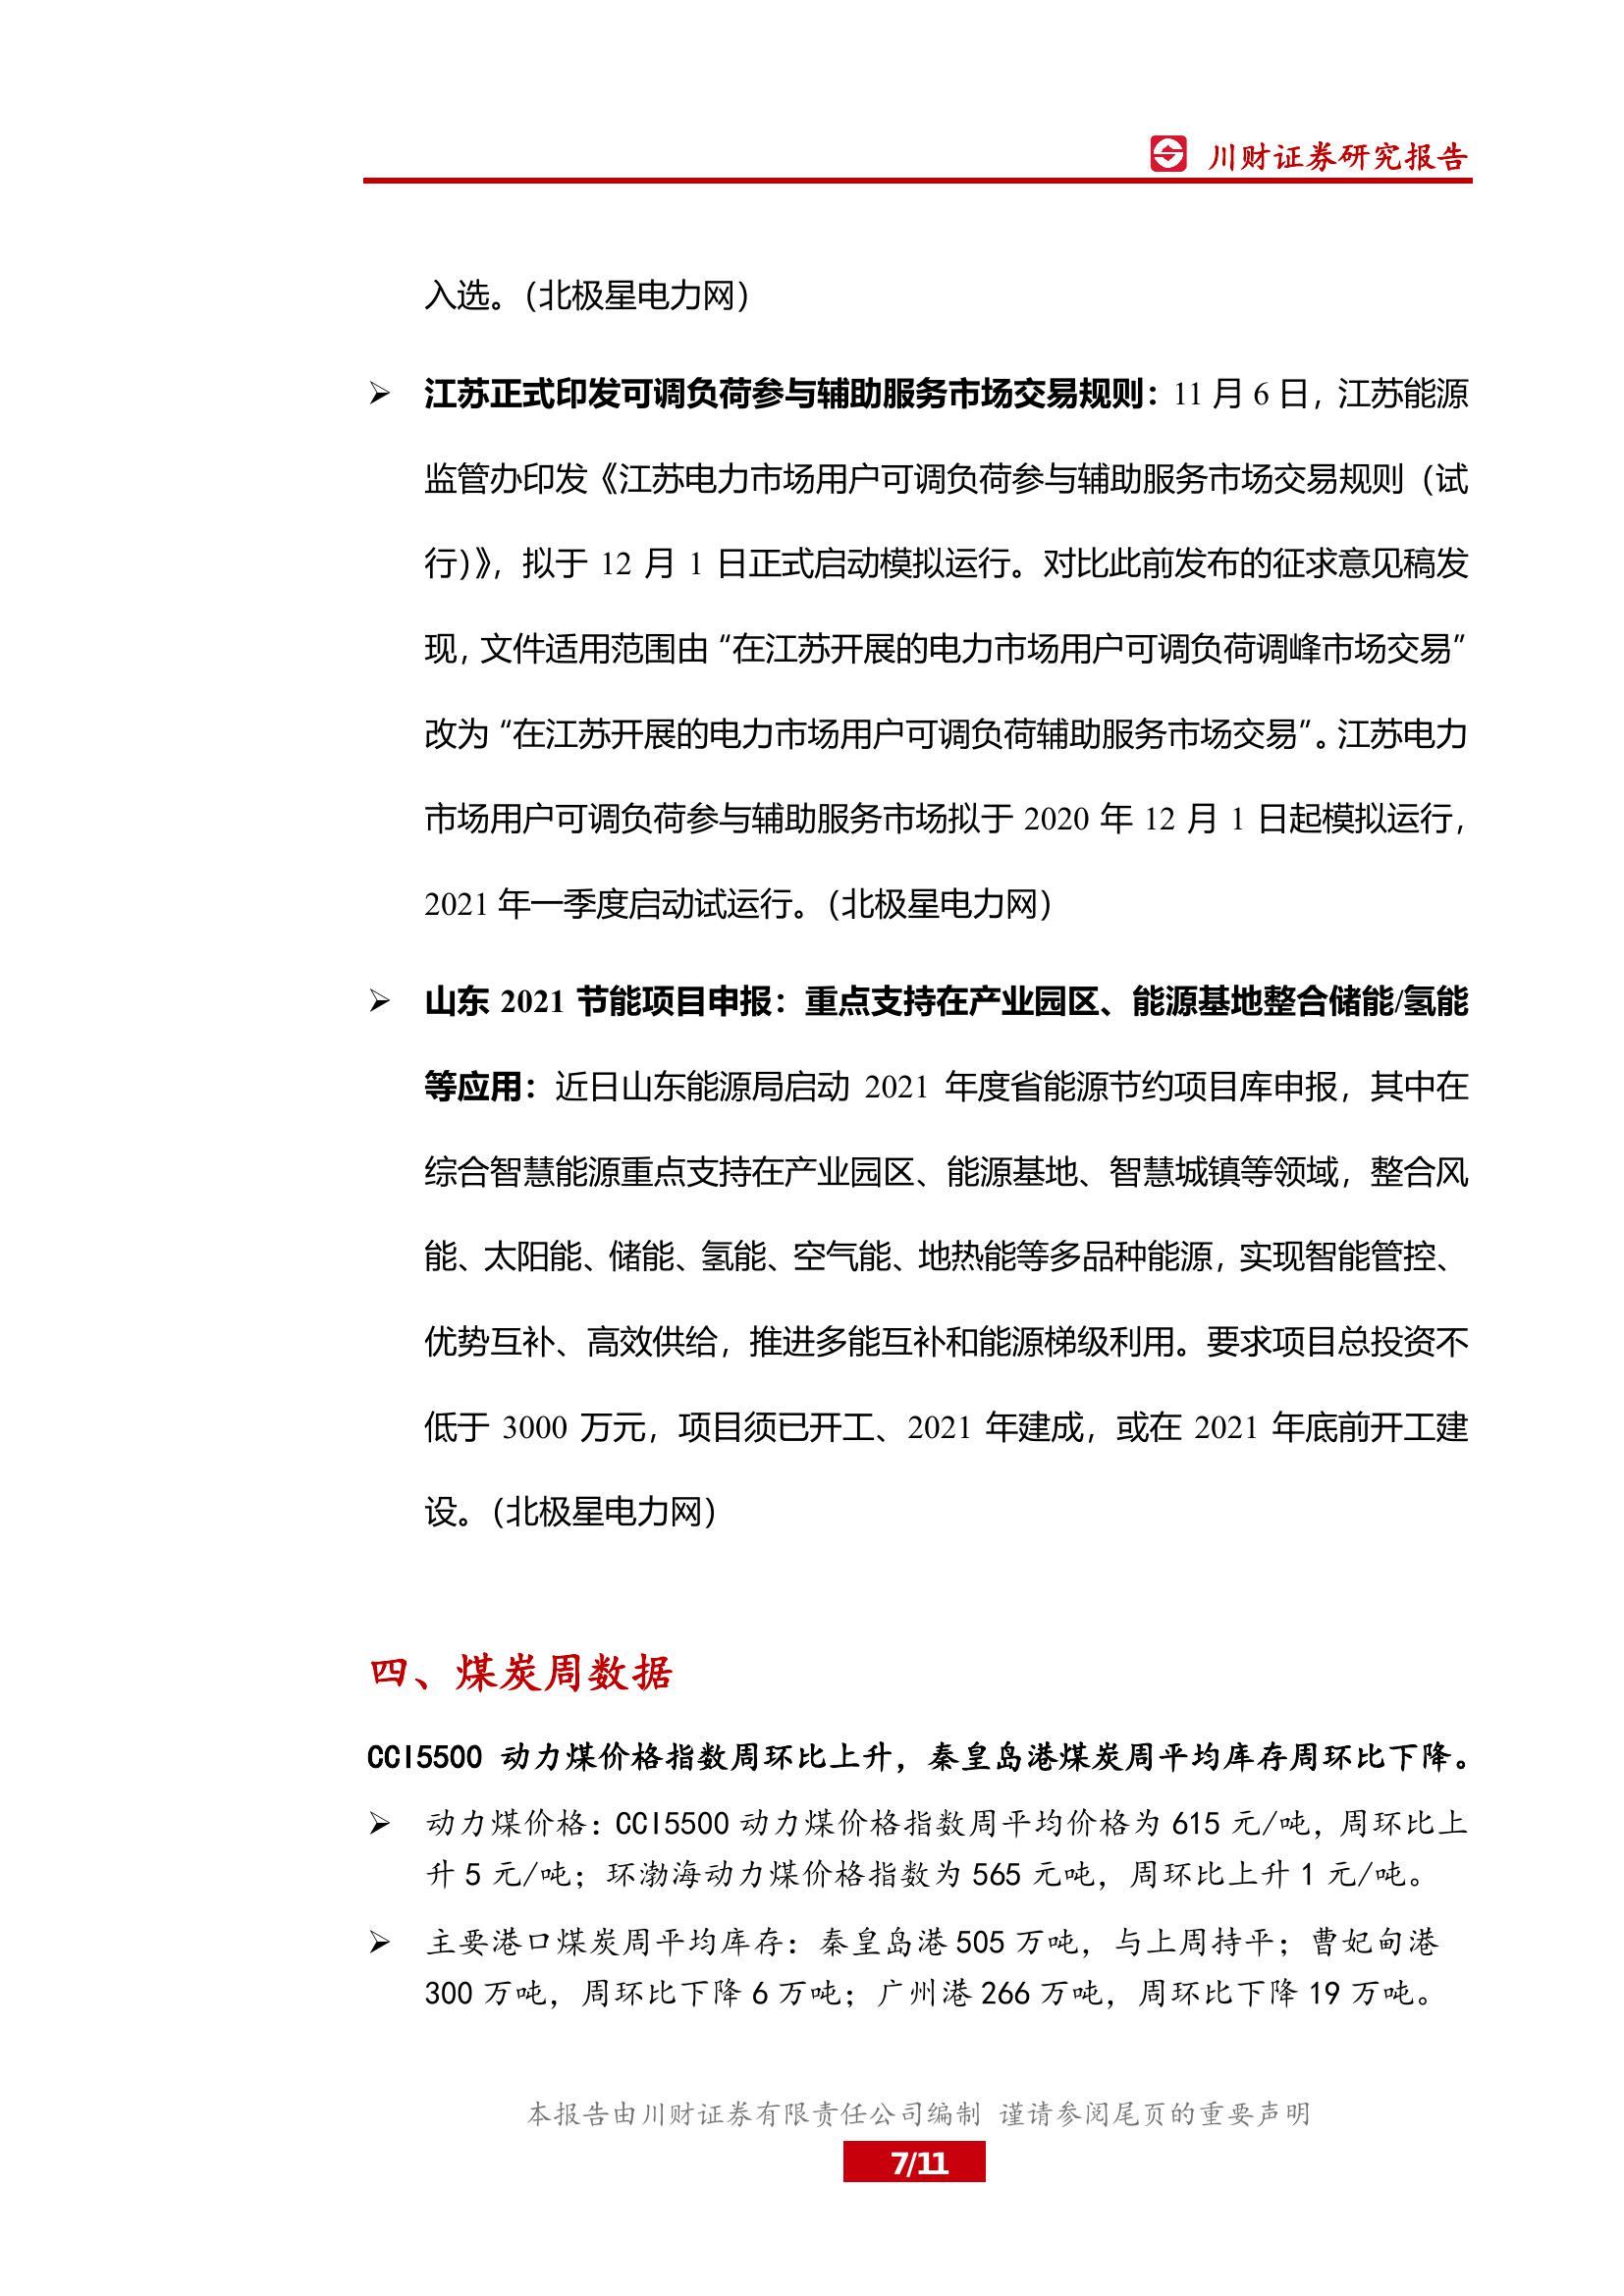 川财证券研究报告
入选。（北极星电力网）
➢ 江苏正式印发可调负荷参与辅助服务市场交易规则：11 月 6 日，江苏能源
监管办印发《江苏电力市场用户可调负荷参与辅助服务市场交易规则（试
行）》，拟于 12 月 1 日正式启动模拟运行。对比此前发布的征求意见稿发
现，文件适用范围由“在江苏开展的电力市场用户可调负荷调峰市场交易”
改为“在江苏开展的电力市场用户可调负荷辅助服务市场交易”。江苏电力
市场用户可调负荷参与辅助服务市场拟于 2020 年 12 月 1 日起模拟运行，
2021 年一季度启动试运行。（北极星电力网）
➢ 山东 2021 节能项目申报：重点支持在产业园区、能源基地整合储能/氢能
等应用：近日山东能源局启动 2021 年度省能源节约项目库申报，其中在
综合智慧能源重点支持在产业园区、能源基地、智慧城镇等领域，整合风
能、太阳能、储能、氢能、空气能、地热能等多品种能源，实现智能管控、
优势互补、高效供给，推进多能互补和能源梯级利用。要求项目总投资不
低于 3000 万元，项目须已开工、2021 年建成，或在 2021 年底前开工建
设。（北极星电力网）
四、煤炭周数据
CCI5500 动力煤价格指数周环比上升，秦皇岛港煤炭周平均库存周环比下降。
➢ 动力煤价格：CCI5500 动力煤价格指数周平均价格为 615 元/吨，周环比上
升 5 元/吨；环渤海动力煤价格指数为 565 元吨，周环比上升 1 元/吨。
➢ 主要港口煤炭周平均库存：秦皇岛港 505 万吨，与上周持平；曹妃甸港
300 万吨，周环比下降 6 万吨；广州港 266 万吨，周环比下降 19 万吨。
本报告由川财证券有限责任公司编制 谨请参阅尾页的重要声明
7/11